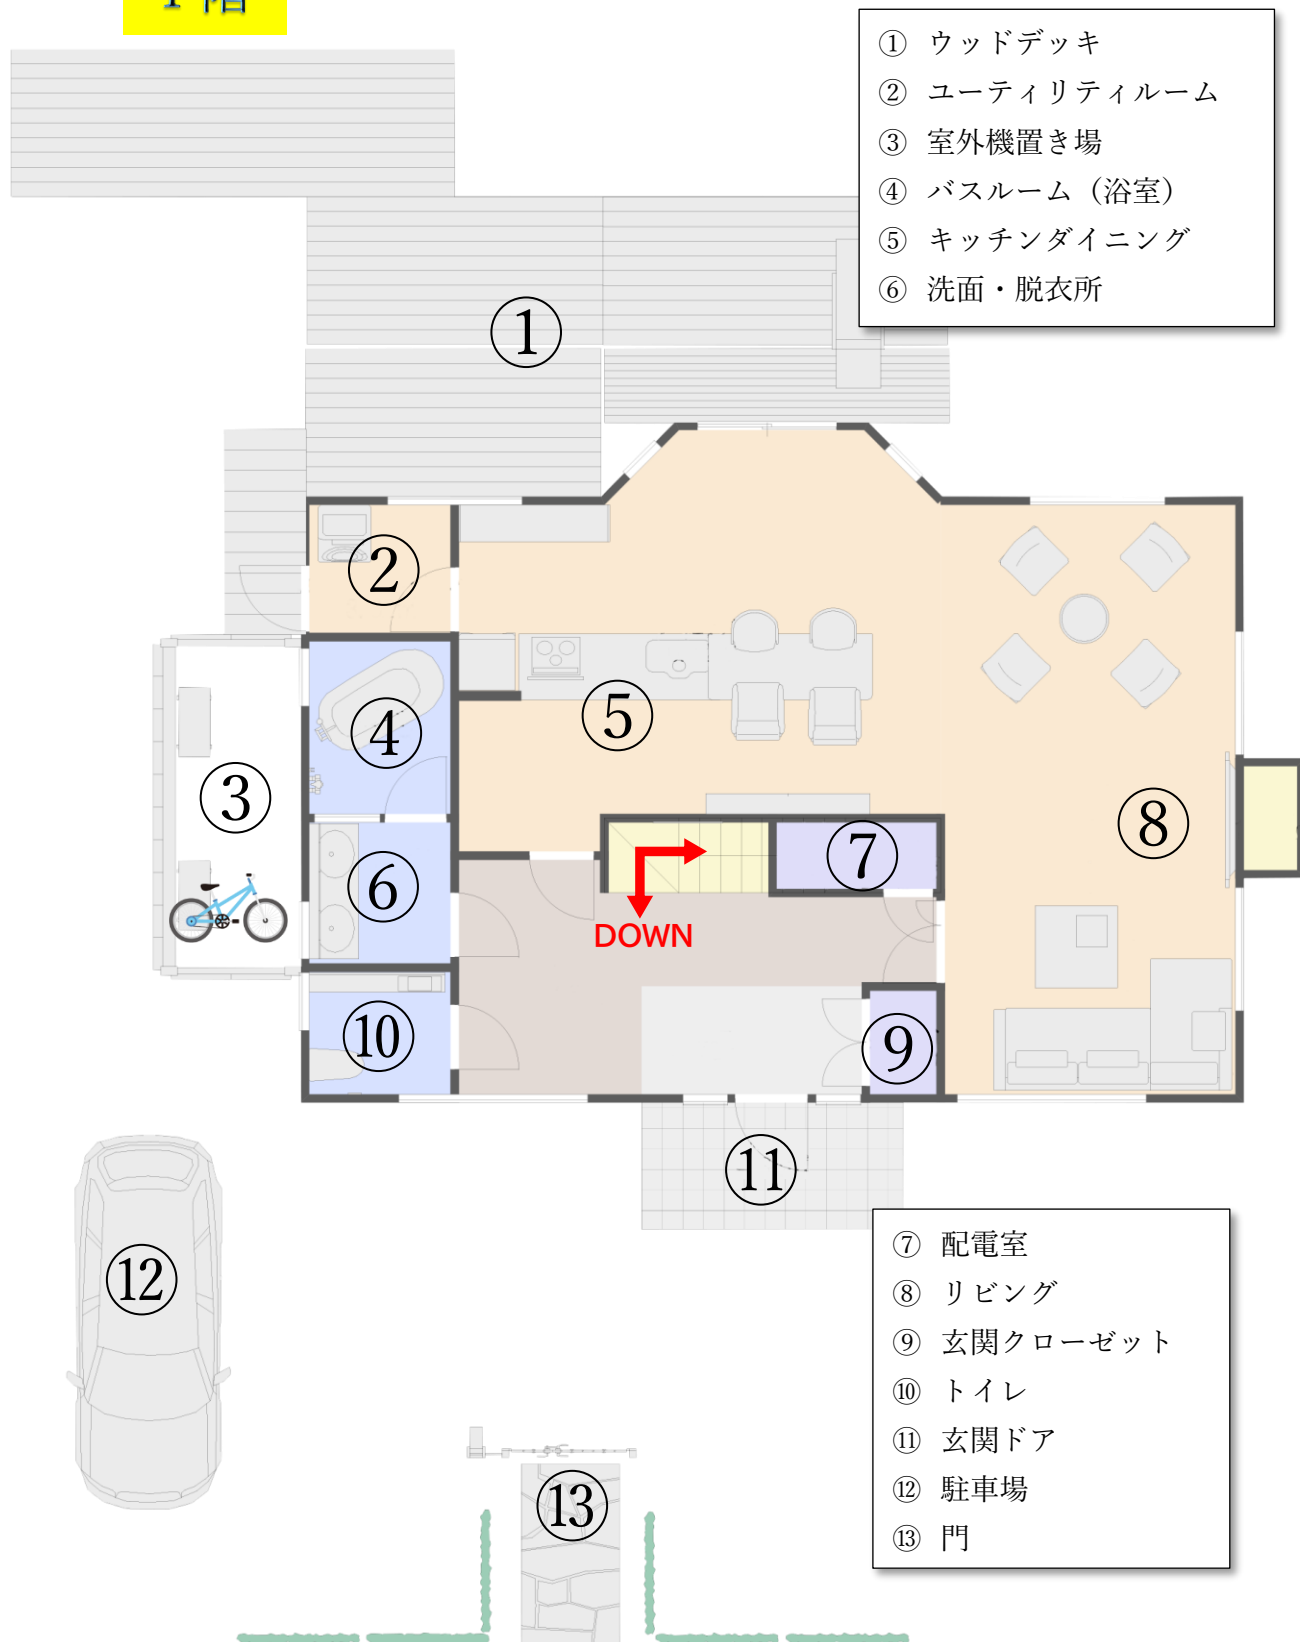 1 階
① ウッドデッキ
② ユーティリティルーム
③ 室外機置き場
④ バスルーム（浴室）
⑤ キッチンダイニング
⑥ 洗面・脱衣所
①
②
⑤
④
③
⑧
⑦
⑥
DOWN
⑩
⑨
⑪
⑫
⑬
⑦ 配電室
⑧ リビング
⑨ 玄関クローゼット
⑩ トイレ
⑪ 玄関ドア
⑫ 駐車場
⑬ 門